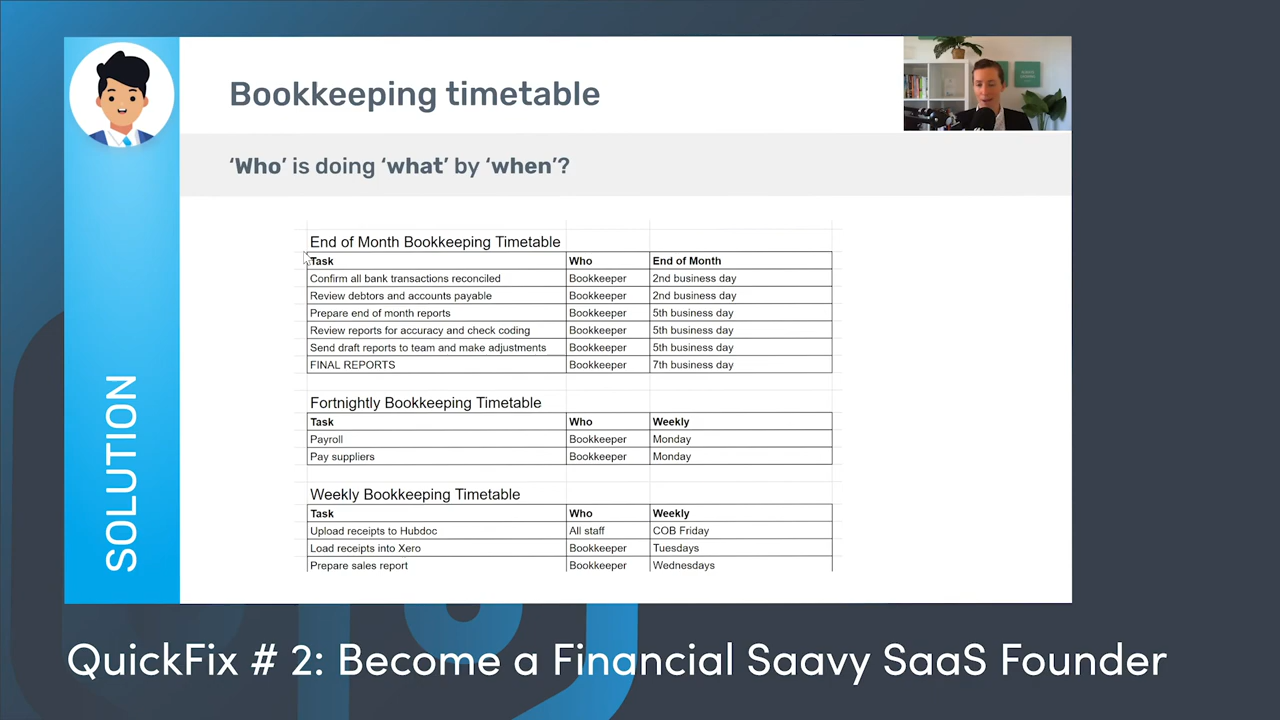 Bookkeeping timetable
‘Who’ is doing ‘what’ by ‘when’?
SOLUTION
End of Month Bookkeeping Timetable
Task Who End of Month
Confirm all bank transactions reconciled Bookkeeper 2nd business day
Review debtors and accounts payable Bookkeeper 2nd business day
Prepare end of month reports Bookkeeper 5th business day
Review reports for accuracy and check coding Bookkeeper 5th business day
Send draft reports to team and make adjustments Bookkeeper 5th business day
FINAL REPORTS Bookkeeper 7th business day
Fortnightly Bookkeeping Timetable
Task Who Weekly
Payroll Bookkeeper Monday
Pay suppliers Bookkeeper Monday
Weekly Bookkeeping Timetable
Task Who Weekly
Upload receipts to Hubdoc All staff COB Friday
Load receipts into Xero Bookkeeper Tuesdays
Prepare sales report Bookkeeper Wednesdays
QuickFix # 2: Become a Financial Saavy SaaS Founder